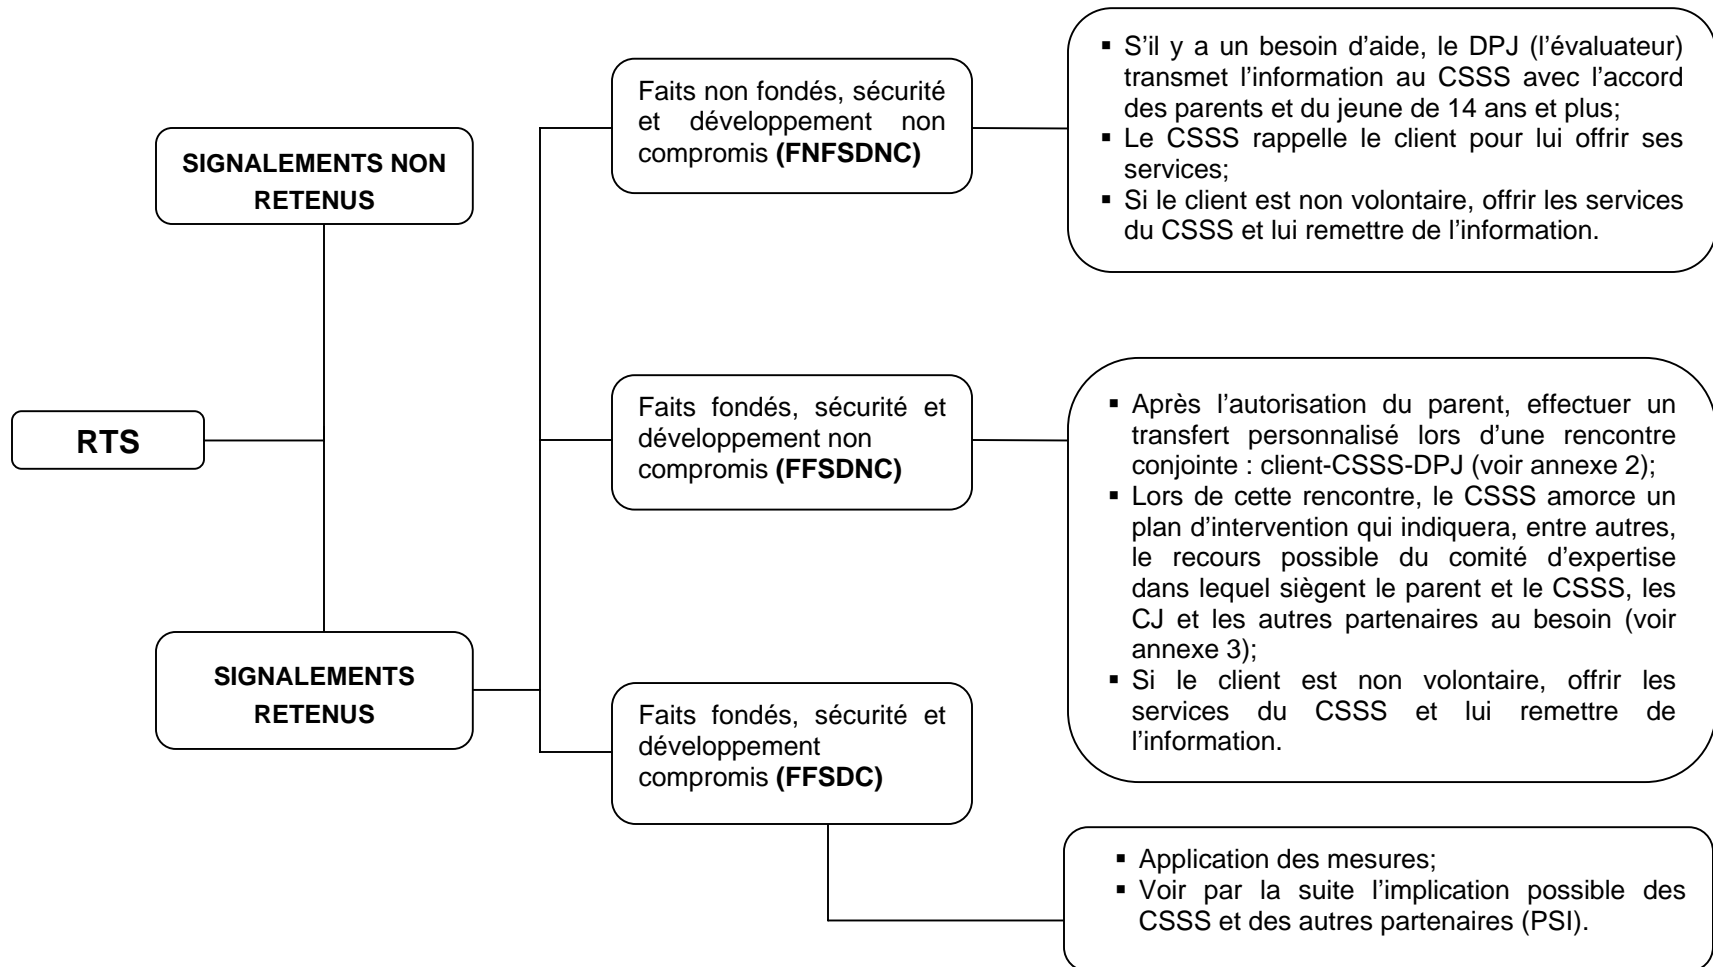 RTS
SIGNALEMENTS NON
RETENUS
SIGNALEMENTS
RETENUS
Faits non fondés, sécurité
et développement non
compromis (FNFSDNC)
▪ S’il y a un besoin d’aide, le DPJ (l’évaluateur)
transmet l’information au CSSS avec l’accord
des parents et du jeune de 14 ans et plus;
▪ Le CSSS rappelle le client pour lui offrir ses
services;
▪ Si le client est non volontaire, offrir les services
du CSSS et lui remettre de l’information.
Faits fondés, sécurité et
développement non
compromis (FFSDNC)
▪ Après l’autorisation du parent, effectuer un
transfert personnalisé lors d’une rencontre
conjointe : client-CSSS-DPJ (voir annexe 2);
▪ Lors de cette rencontre, le CSSS amorce un
plan d’intervention qui indiquera, entre autres,
le recours possible du comité d’expertise
dans lequel siègent le parent et le CSSS, les
CJ et les autres partenaires au besoin (voir
annexe 3);
▪ Si le client est non volontaire, offrir les
services du CSSS et lui remettre de
l’information.
Faits fondés, sécurité et
développement
compromis (FFSDC)
▪ Application des mesures;
▪ Voir par la suite l’implication possible des
CSSS et des autres partenaires (PSI).